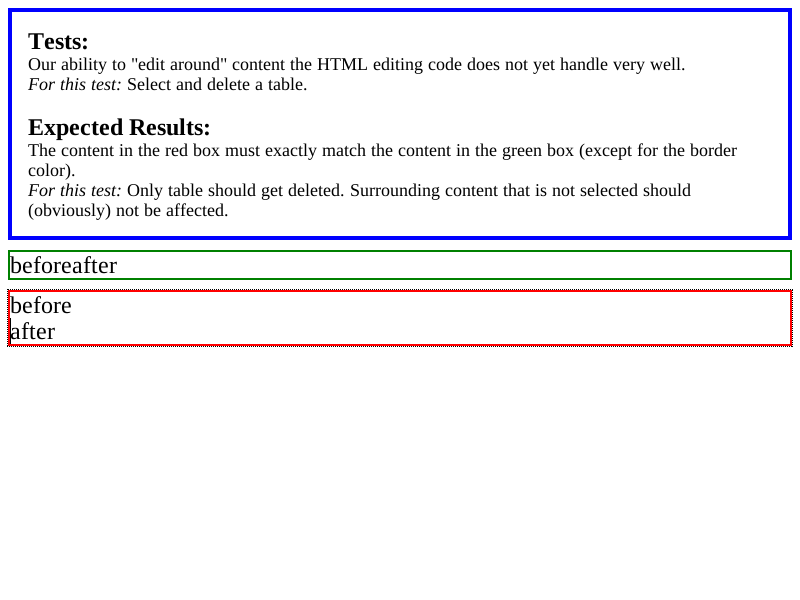 Tests:
Our ability to "edit around" content the HTML editing code does not yet handle very well.
For this test: Select and delete a table.
Expected Results:
The content in the red box must exactly match the content in the green box (except for the border
color).
For this test: Only table should get deleted. Surrounding content that is not selected should
(obviously) not be affected.
beforeafter
before
after